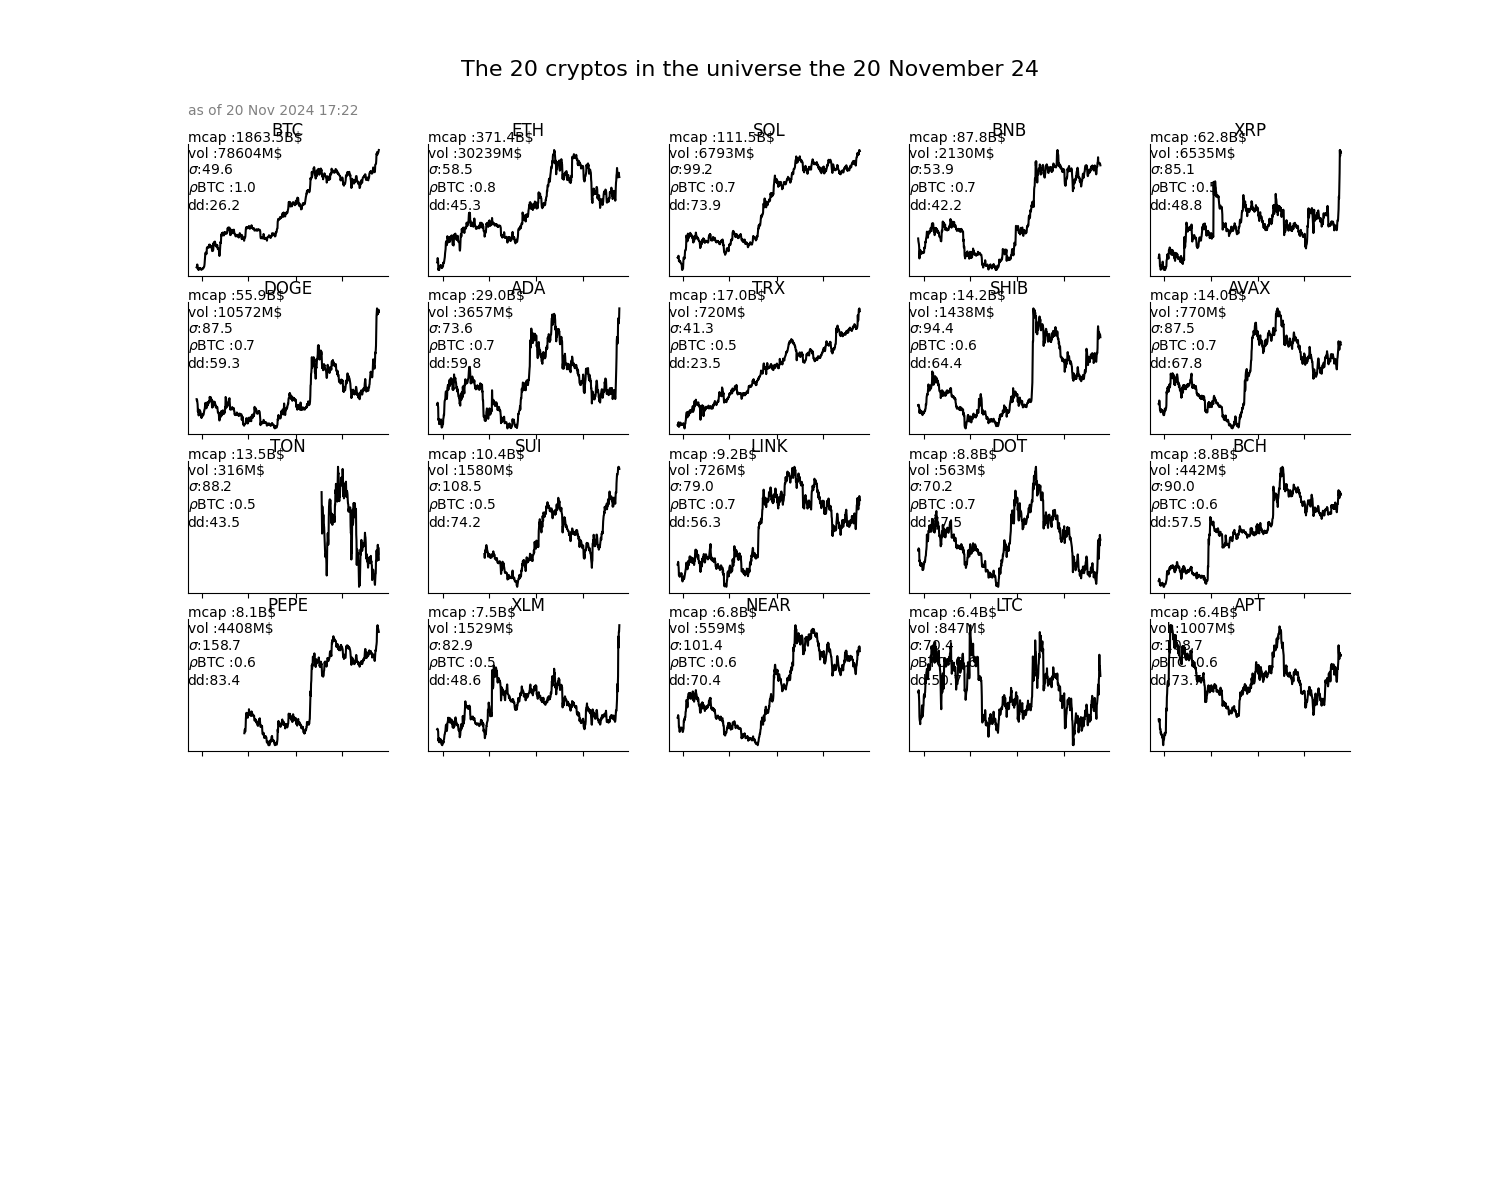 The 20 cryptos in the universe the 20 November 24
as of 20 Nov 2024 17:22
BTC
mcap :1863.5B$
vol :78604M$
σ:49.6
ρBTC :1.0
dd:26.2
ETH
mcap :371.4B$
vol :30239M$
σ:58.5
ρBTC :0.8
dd:45.3
SOL
mcap :111.5B$
vol :6793M$
σ:99.2
ρBTC :0.7
dd:73.9
BNB
mcap :87.8B$
vol :2130M$
σ:53.9
ρBTC :0.7
dd:42.2
XRP
mcap :62.8B$
vol :6535M$
σ:85.1
ρBTC :0.5
dd:48.8
DOGE
mcap :55.9B$
vol :10572M$
σ:87.5
ρBTC :0.7
dd:59.3
ADA
mcap :29.0B$
vol :3657M$
σ:73.6
ρBTC :0.7
dd:59.8
TRX
mcap :17.0B$
vol :720M$
σ:41.3
ρBTC :0.5
dd:23.5
SHIB
mcap :14.2B$
vol :1438M$
σ:94.4
ρBTC :0.6
dd:64.4
AVAX
mcap :14.0B$
vol :770M$
σ:87.5
ρBTC :0.7
dd:67.8
TON
mcap :13.5B$
vol :316M$
σ:88.2
ρBTC :0.5
dd:43.5
SUI
mcap :10.4B$
vol :1580M$
σ:108.5
ρBTC :0.5
dd:74.2
LINK
mcap :9.2B$
vol :726M$
σ:79.0
ρBTC :0.7
dd:56.3
DOT
mcap :8.8B$
vol :563M$
σ:70.2
ρBTC :0.7
BCH
mcap :8.8B$
vol :442M$
σ:90.0
ρBTC :0.6
dd:57.5
PEPE
mcap :8.1B$
vol :4408M$
σ:158.7
ρBTC :0.6
dd:83.4
XLM
mcap :7.5B$
vol :1529M$
σ:82.9
ρBTC :0.5
dd:48.6
NEAR
mcap :6.8B$
vol :559M$
σ:101.4
ρBTC :0.6
dd:70.4
LTC
mcap :6.4B$
vol :847M$
σ:70.4
APT
mcap :6.4B$
vol :1007M$
σ:108.7
ρBTC :0.6